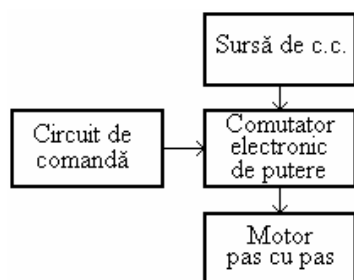 Sursă de c.c.
Circuit de
comandă
Comutator
electronic
de putere
Motor
pas cu pas